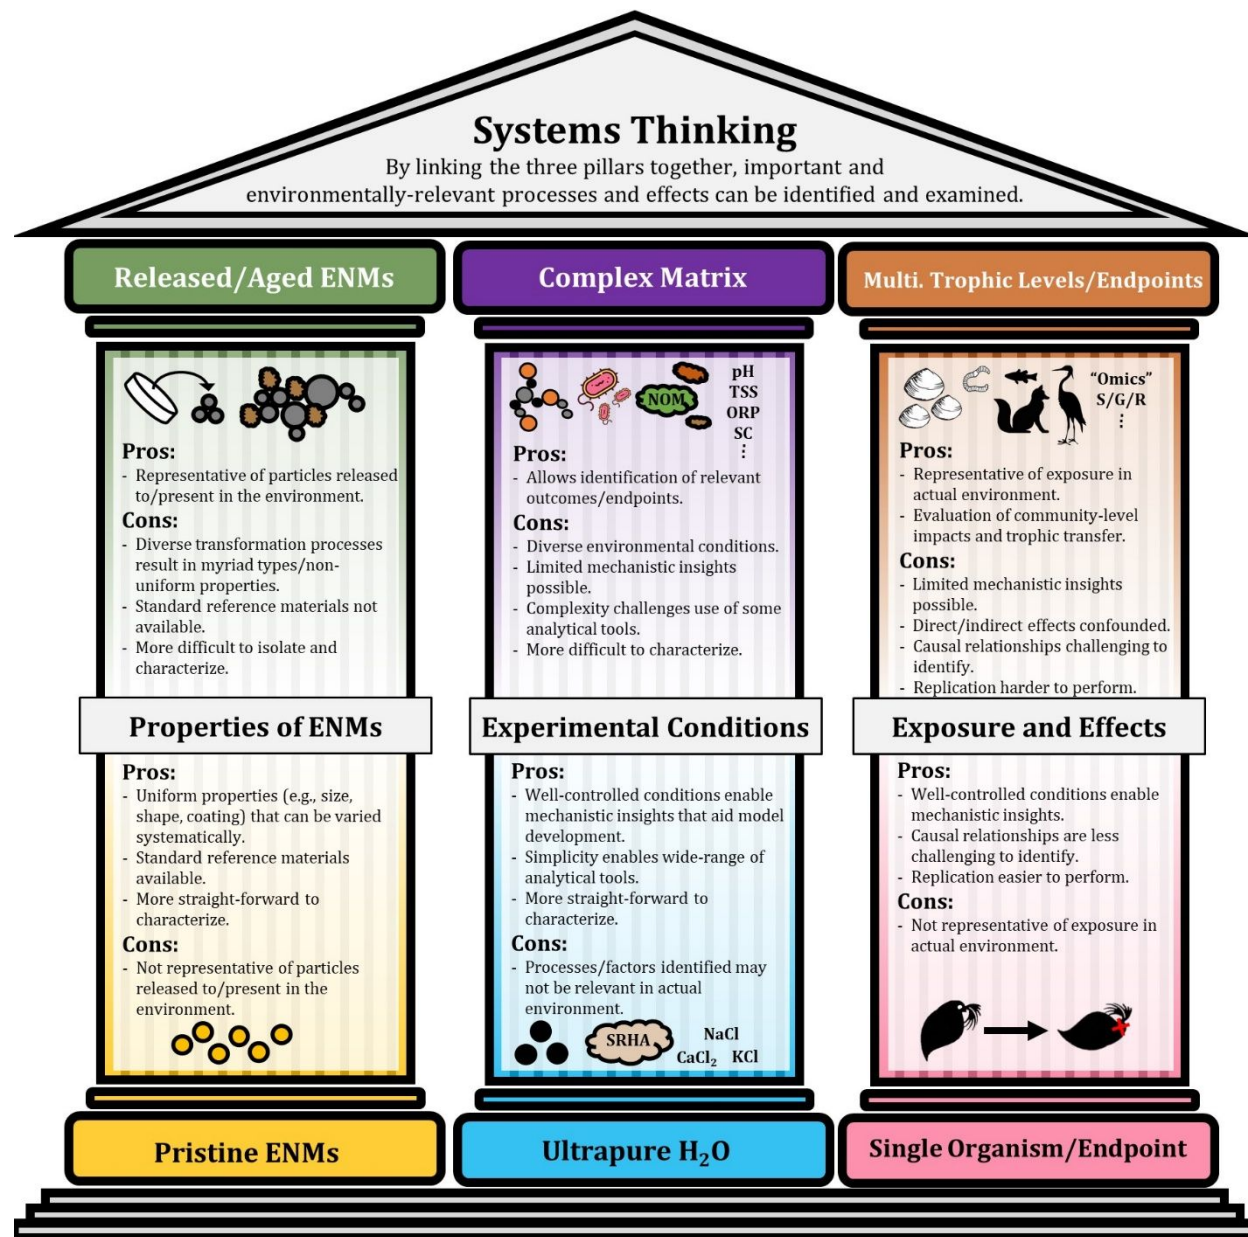 Systems Thinking
By linking the three pillars together, important and
environmentally-relevant processes and effects can be identified and examined.
Released/Aged ENMs
Pros:
- Representative of particles released
to/present in the environment.
Cons:
- Diverse transformation processes
result in myriad types/non-
uniform properties.
- Standard reference materials not
available.
- More difficult to isolate and
characterize.
Properties of ENMs
Pros:
- Uniform properties (e.g., size,
shape, coating) that can be varied
systematically.
- Standard reference materials
available.
- More straight-forward to
characterize.
Cons:
- Not representative of particles
released to/present in the
environment.
Pristine ENMs
Complex Matrix
NOM
pH
TSS
ORP
SC
⋮
Pros:
- Allows identification of relevant
outcomes/endpoints.
Cons:
- Diverse environmental conditions.
- Limited mechanistic insights
possible.
- Complexity challenges use of some
analytical tools.
- More difficult to characterize.
Experimental Conditions
Pros:
- Well-controlled conditions enable
mechanistic insights that aid model
development.
- Simplicity enables wide-range of
analytical tools.
- More straight-forward to
characterize.
Cons:
- Processes/factors identified may
not be relevant in actual
environment.
SRHA
NaCl
CaCl₂ KCl
Ultrapure H₂O
Multi. Trophic Levels/Endpoints
“Omics”
S/G/R
⋮
Pros:
- Representative of exposure in
actual environment.
- Evaluation of community-level
impacts and trophic transfer.
Cons:
- Limited mechanistic insights
possible.
- Direct/indirect effects confounded.
- Causal relationships challenging to
identify.
- Replication harder to perform.
Exposure and Effects
Pros:
- Well-controlled conditions enable
mechanistic insights.
- Causal relationships are less
challenging to identify.
- Replication easier to perform.
Cons:
- Not representative of exposure in
actual environment.
Single Organism/Endpoint